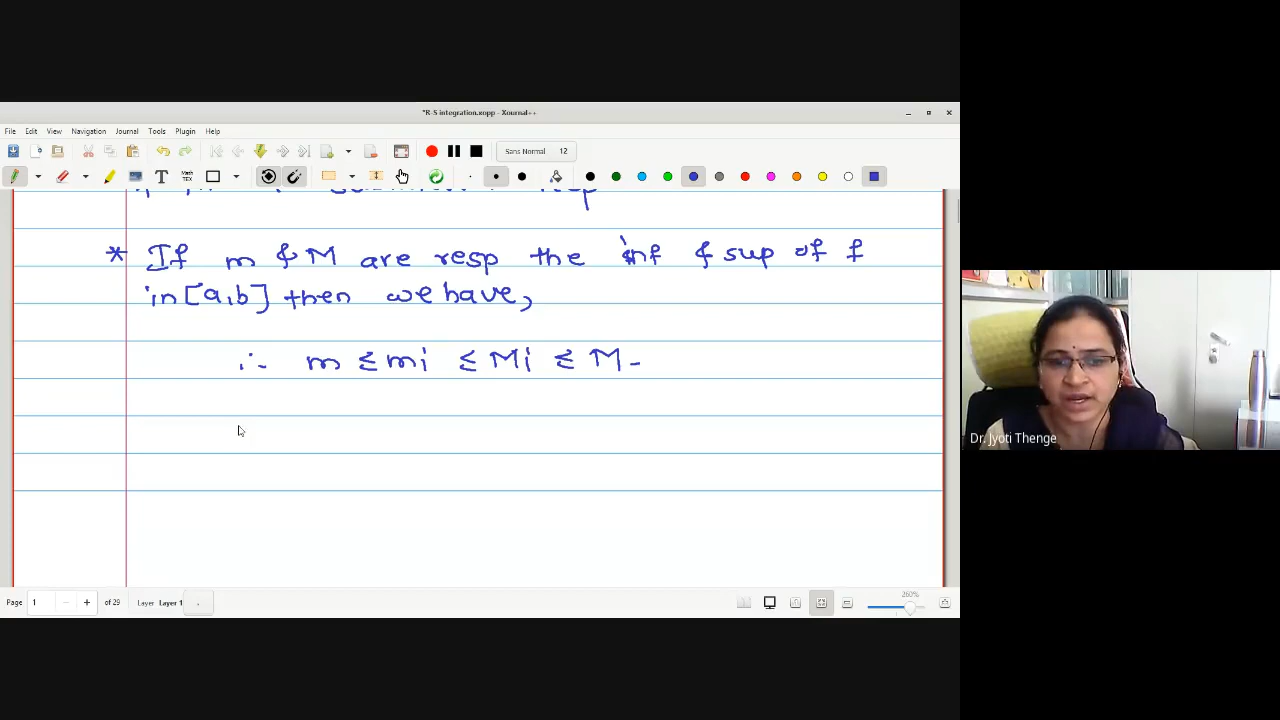 *R-S integration.xopp - Xournal++
File Edit View Navigation Journal Tools Plugin Help
Sans Normal 12
* If m & M are resp the inf & sup of f
in [a,b] then we have,
∴ m ≤ mi ≤ Mi ≤ M -
Dr. Jyoti Thenge
Page 1 of 29 Layer Layer 1
260%